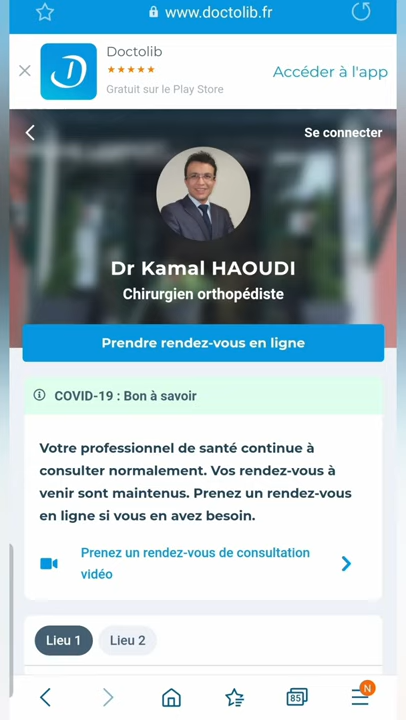 www.doctolib.fr
Doctolib
Gratuit sur le Play Store
Accéder à l'app
Se connecter
Dr Kamal HAOUDI
Chirurgien orthopédiste
Prendre rendez-vous en ligne
COVID-19 : Bon à savoir
Votre professionnel de santé continue à
consulter normalement. Vos rendez-vous à
venir sont maintenus. Prenez un rendez-vous
en ligne si vous en avez besoin.
Prenez un rendez-vous de consultation
vidéo
Lieu 1
Lieu 2
85
N